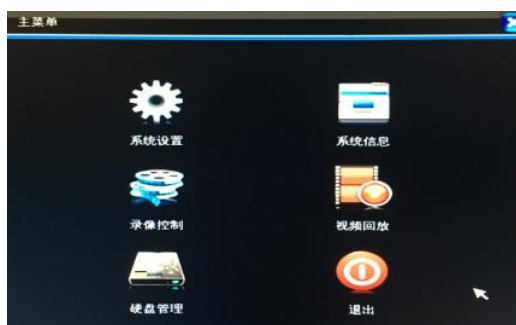 主菜单
系统设置
系统信息
录像控制
视频回放
硬盘管理
退出